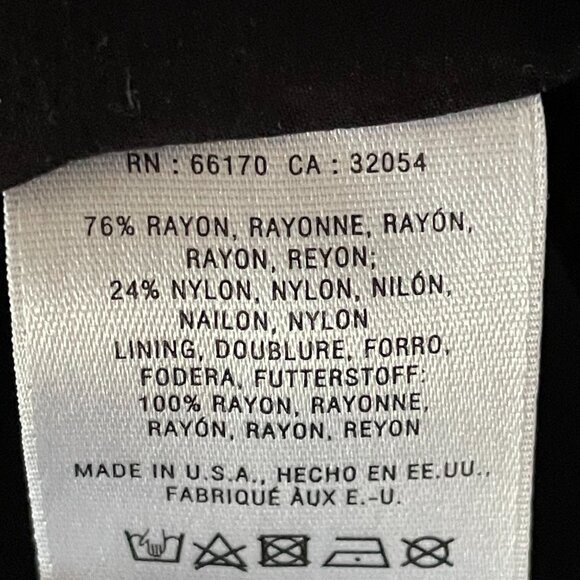 RN : 66170 CA : 32054
76% RAYON, RAYONNE, RAYÓN,
RAYON, REYON;
24% NYLON, NYLON, NILÓN,
NAILON, NYLON
LINING, DOUBLURE, FORRO,
FODERA, FUTTERSTOFF:
100% RAYON, RAYONNE,
RAYÓN, RAYON, REYON
MADE IN U.S.A., HECHO EN EE.UU.,
FABRIQUÉ ÀUX E.-U.